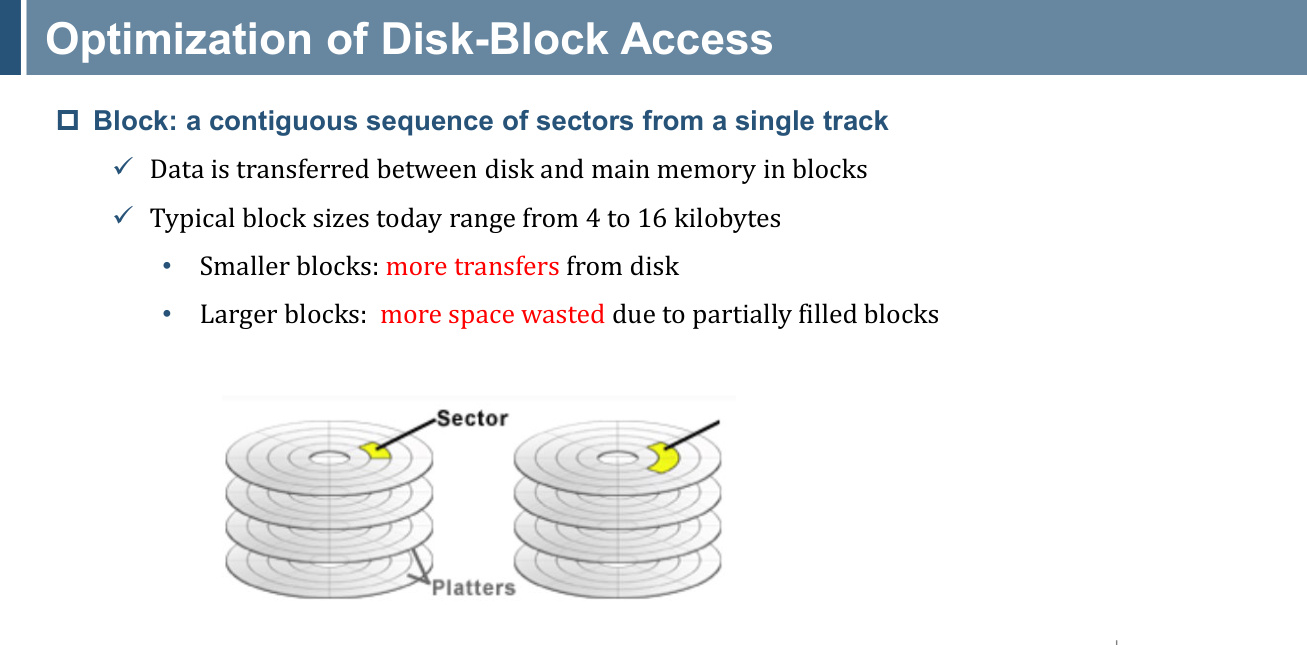 Optimization of Disk-Block Access
Block: a contiguous sequence of sectors from a single track
Data is transferred between disk and main memory in blocks
Typical block sizes today range from 4 to 16 kilobytes
Smaller blocks: more transfers from disk
Larger blocks: more space wasted due to partially filled blocks
Sector
Platters